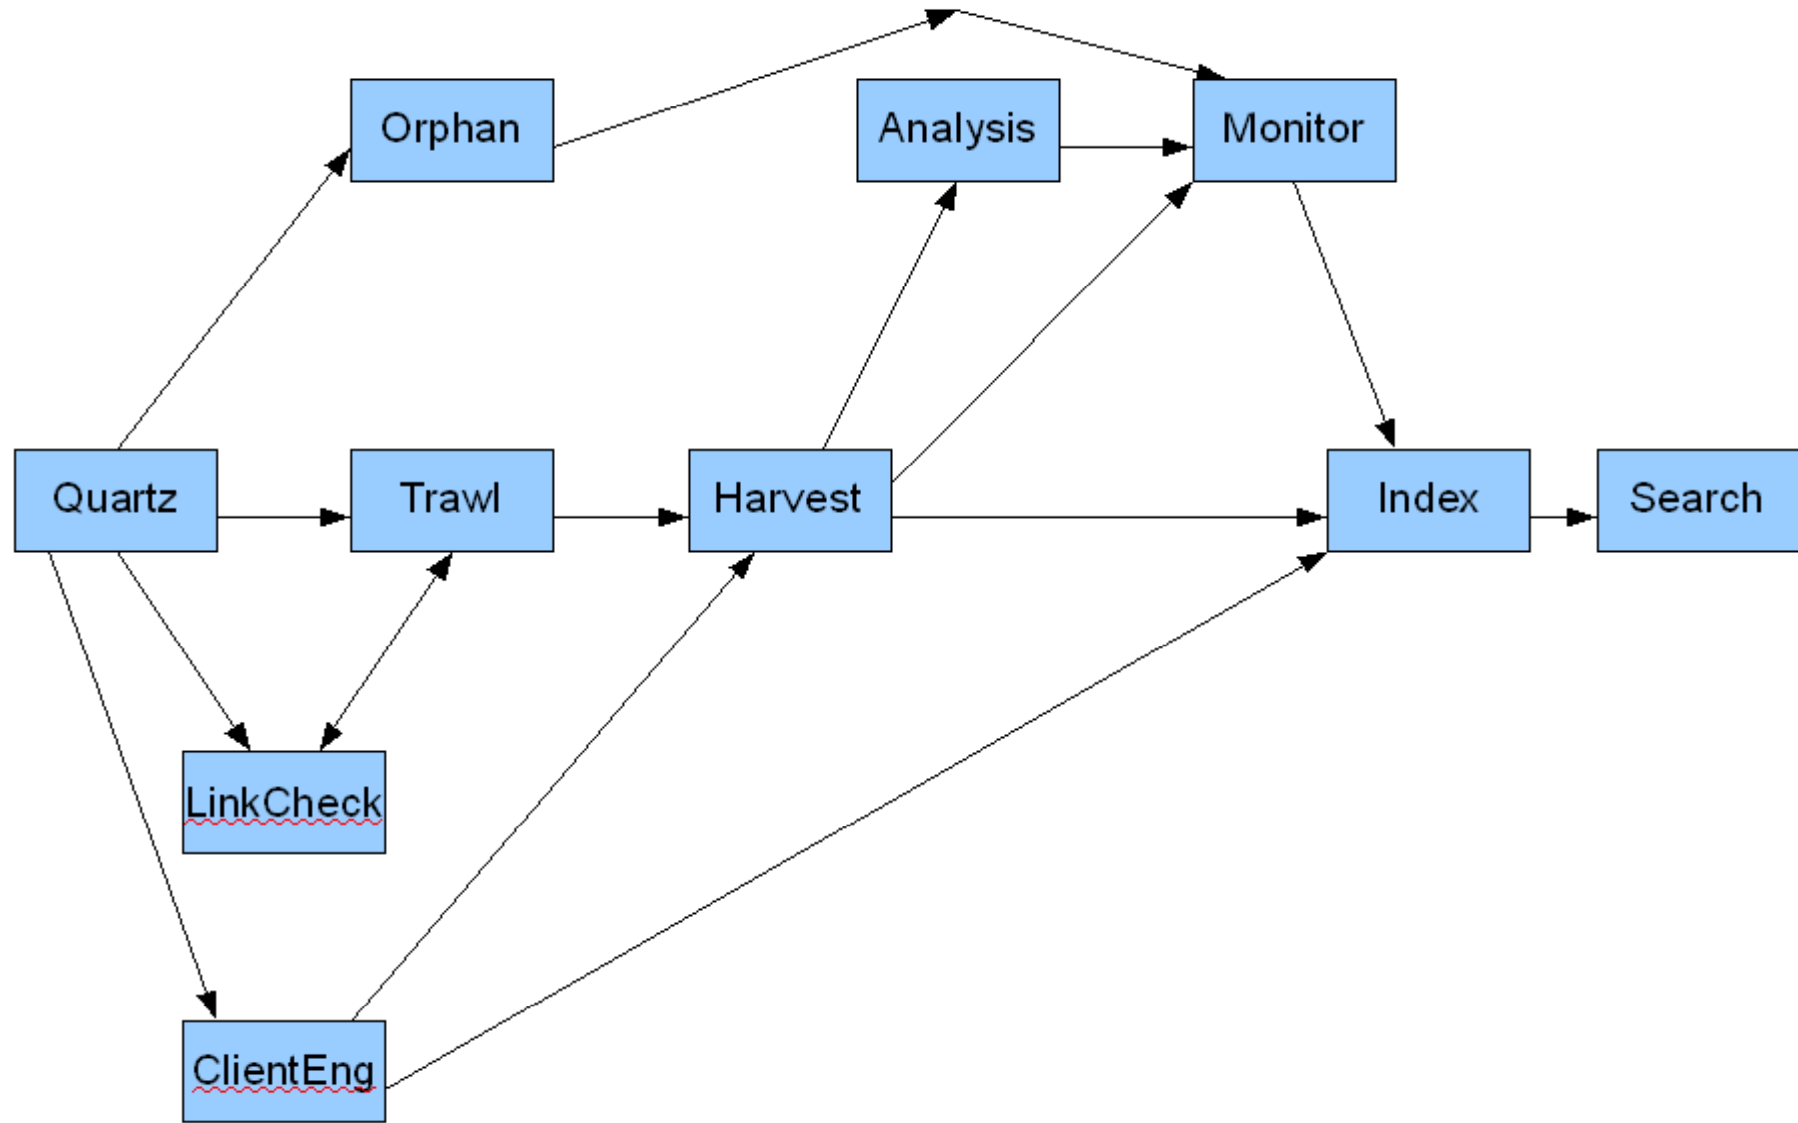 Orphan
Analysis
Monitor
Quartz
Trawl
Harvest
Index
Search
LinkCheck
ClientEng